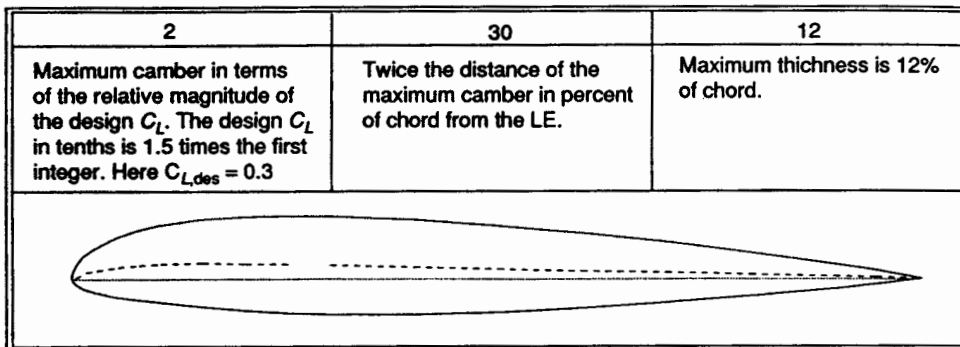 2
30
12
Maximum camber in terms
of the relative magnitude of
the design C_L. The design C_L
in tenths is 1.5 times the first
integer. Here C_L,des = 0.3
Twice the distance of the
maximum camber in percent
of chord from the LE.
Maximum thichness is 12%
of chord.